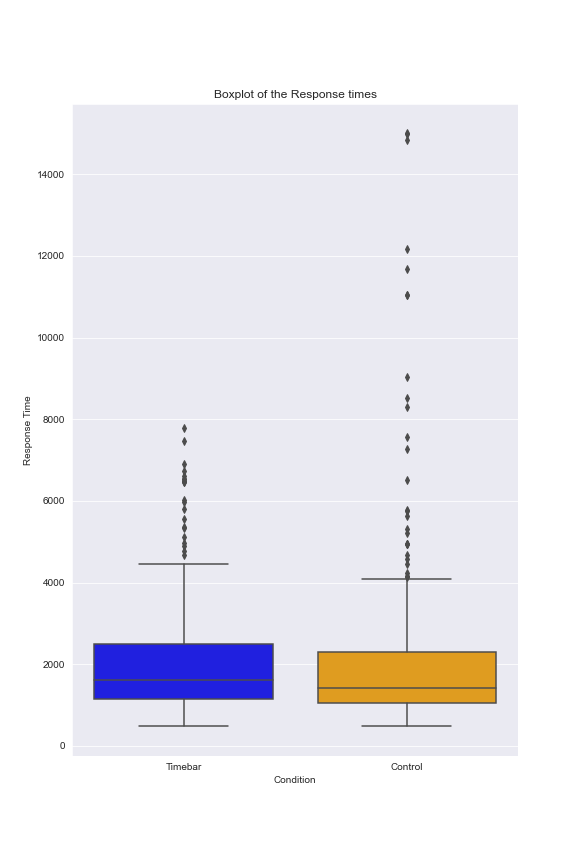 Boxplot of the Response times
14000
12000
10000
8000
6000
4000
2000
0
Response Time
Timebar
Control
Condition